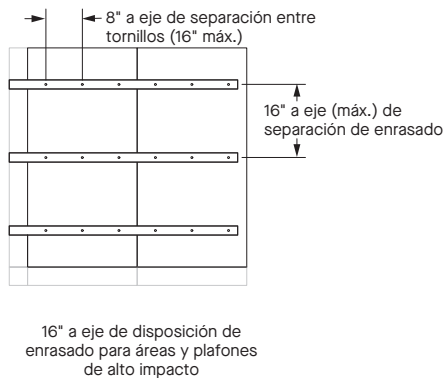 8" a eje de separación entre
tornillos (16" máx.)
16" a eje (máx.) de
separación de enrasado
16" a eje de disposición de
enrasado para áreas y plafones
de alto impacto